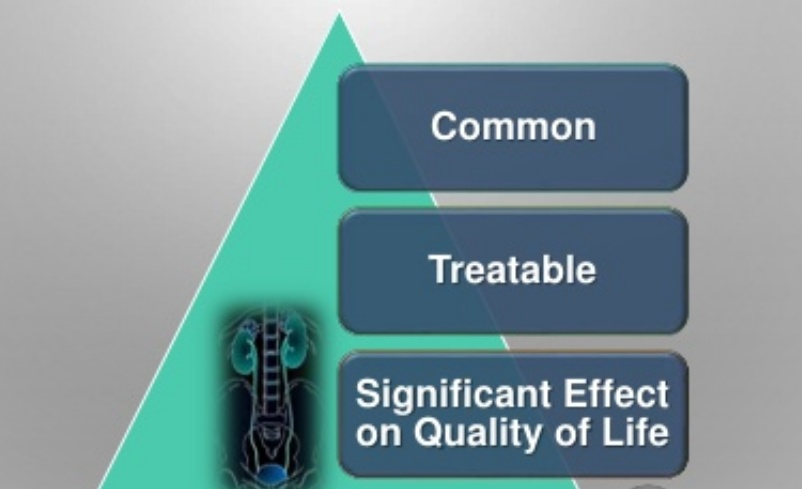 Common
Treatable
Significant Effect
on Quality of Life